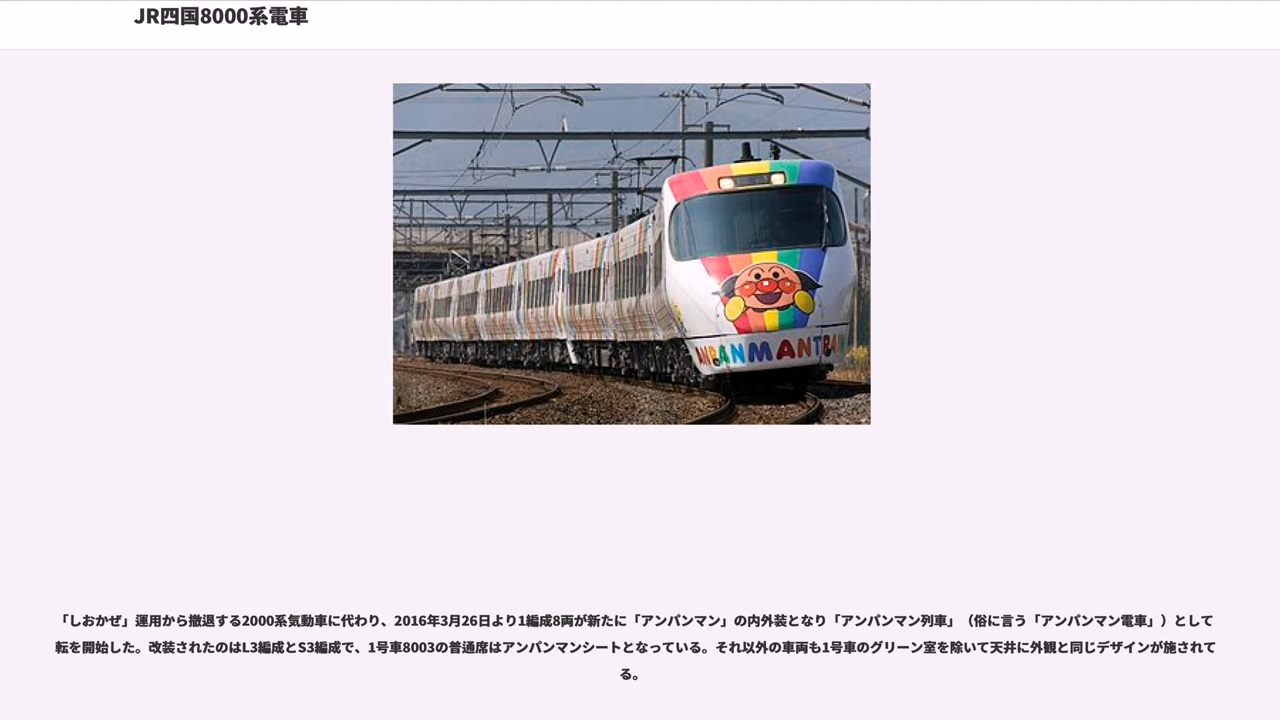 JR四国8000系電車
ANPANMANTRA
「しおかぜ」運用から撤退する2000系気動車に代わり、2016年3月26日より1編成8両が新たに「アンパンマン」の内外装となり「アンパンマン列車」（俗に言う「アンパンマン電車」）として
転を開始した。改装されたのはL3編成とS3編成で、1号車8003の普通席はアンパンマンシートとなっている。それ以外の車両も1号車のグリーン室を除いて天井に外観と同じデザインが施されて
る。